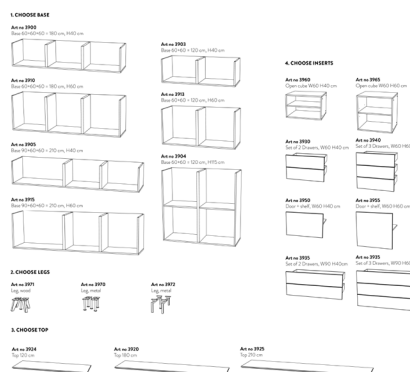 1. CHOOSE BASE
Art no 3900
Base 60+60+60 = 180 cm, H40 cm
Art no 3910
Base 60+60+60 = 180 cm, H60 cm
Art no 3905
Base 90+60+60 = 210 cm, H40 cm
Art no 3915
Base 90+60+60 = 210 cm, H60 cm
Art no 3903
Base 60+60 = 120 cm, H40 cm
Art no 3913
Base 60+60 = 120 cm, H60 cm
Art no 3904
Base 60+60 = 120 cm, H115 cm
2. CHOOSE LEGS
Art no 3971
Leg, wood
Art no 3970
Leg, metal
Art no 3972
Leg, metal
3. CHOOSE TOP
Art no 3924
Top 120 cm
Art no 3920
Top 180 cm
Art no 3925
Top 210 cm
4. CHOOSE INSERTS
Art no 3960
Open cube W60 H40 cm
Art no 3965
Open cube W60 H60 cm
Art no 3930
Set of 2 Drawers, W60 H40 cm
Art no 3940
Set of 3 Drawers, W60 H60
Art no 3950
Door + shelf, W60 H40 cm
Art no 3955
Door + shelf, W60 H60 cm
Art no 3935
Set of 2 Drawers, W90 H40cm
Art no 3935
Set of 3 Drawers, W90